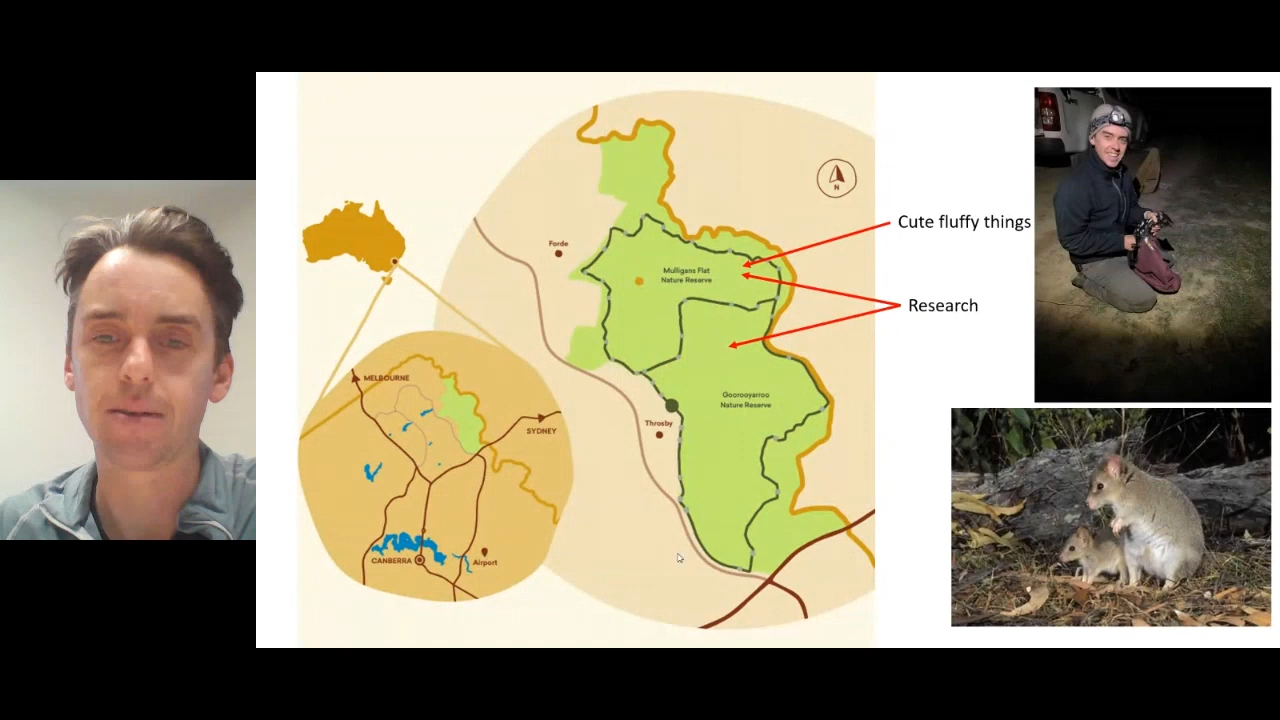 Forde
N
Mulligans Flat
Nature Reserve
Cute fluffy things
Research
MELBOURNE
SYDNEY
Goorooyarroo
Nature Reserve
Throsby
CANBERRA
Airport